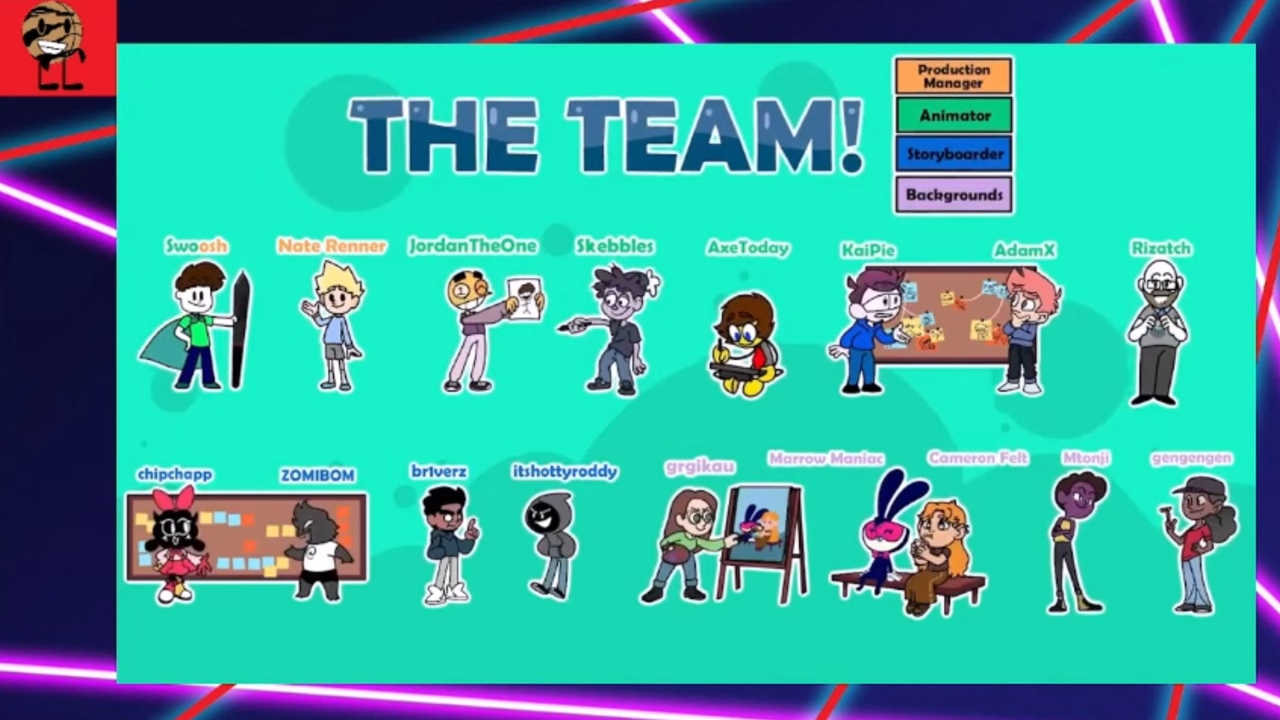 THE TEAM!
Production
Manager
Animator
Storyboarder
Backgrounds
Swoosh Nate Renner JordanTheOne Skebbles AxeToday KaiPie AdamX Rizatch
chipchapp ZOMIBOM br1verz itshottyroddy grgikau Marrow Maniac Cameron Felt Mtonji gengengen